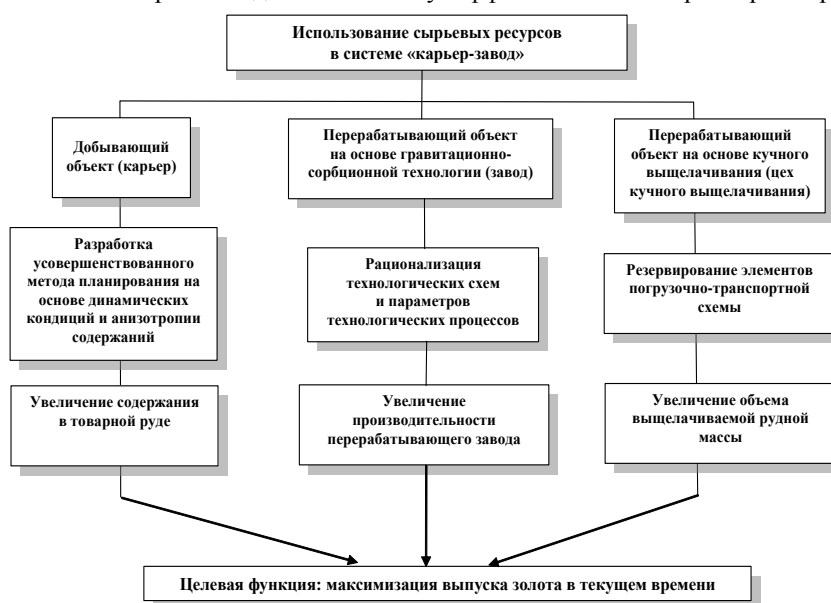 Использование сырьевых ресурсов
в системе «карьер-завод»
Добывающий
объект (карьер)
Перерабатывающий объект
на основе гравитационно-
сорбционной технологии (завод)
Перерабатывающий
объект на основе кучного
выщелачивания (цех
кучного выщелачивания)
Разработка
усовершенствованного
метода планирования на
основе динамических
кондиций и анизотропии
содержаний
Рационализация
технологических схем
и параметров
технологических процессов
Резервирование элементов
погрузочно-транспортной
схемы
Увеличение содержания
в товарной руде
Увеличение
производительности
перерабатывающего завода
Увеличение объема
выщелачиваемой рудной
массы
Целевая функция: максимизация выпуска золота в текущем времени